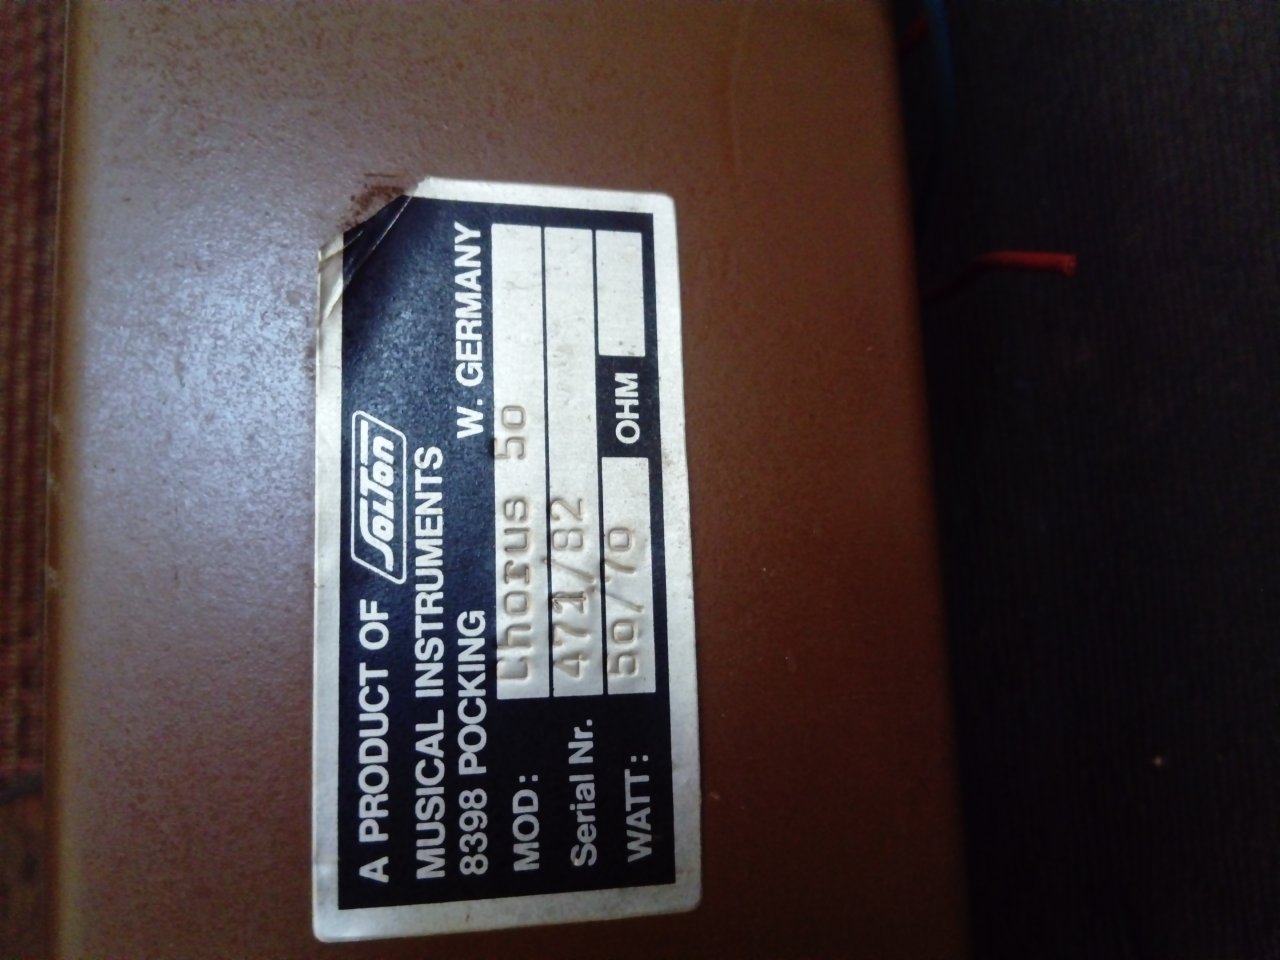 A PRODUCT OF SOLTON
MUSICAL INSTRUMENTS
8398 POCKING W. GERMANY
MOD: Chorus 50
Serial Nr. 471/82
WATT: 50/70 OHM